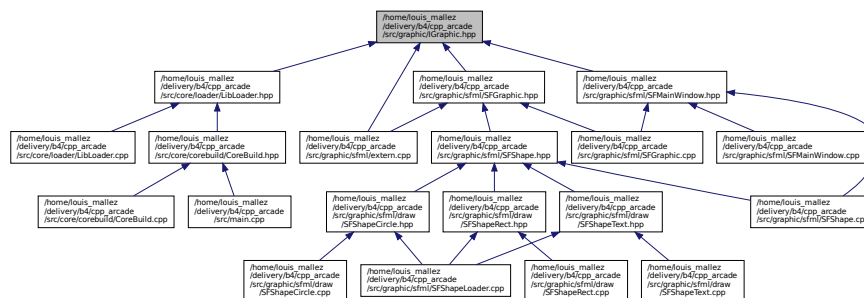 /home/louis_mallez
/delivery/b4/cpp_arcade
/src/graphic/IGraphic.hpp
/home/louis_mallez
/delivery/b4/cpp_arcade
/src/core/loader/LibLoader.hpp
/home/louis_mallez
/delivery/b4/cpp_arcade
/src/graphic/sfml/SFGraphic.hpp
/home/louis_mallez
/delivery/b4/cpp_arcade
/src/graphic/sfml/SFMainWindow.hpp
/home/louis_mallez
/delivery/b4/cpp_arcade
/src/core/loader/LibLoader.cpp
/home/louis_mallez
/delivery/b4/cpp_arcade
/src/core/corebuild/CoreBuild.hpp
/home/louis_mallez
/delivery/b4/cpp_arcade
/src/graphic/sfml/extern.cpp
/home/louis_mallez
/delivery/b4/cpp_arcade
/src/graphic/sfml/SFShape.hpp
/home/louis_mallez
/delivery/b4/cpp_arcade
/src/graphic/sfml/SFGraphic.cpp
/home/louis_mallez
/delivery/b4/cpp_arcade
/src/graphic/sfml/SFMainWindow.cpp
/home/louis_mallez
/delivery/b4/cpp_arcade
/src/core/corebuild/CoreBuild.cpp
/home/louis_mallez
/delivery/b4/cpp_arcade
/src/main.cpp
/home/louis_mallez
/delivery/b4/cpp_arcade
/src/graphic/sfml/draw
/SFShapeCircle.hpp
/home/louis_mallez
/delivery/b4/cpp_arcade
/src/graphic/sfml/draw
/SFShapeRect.hpp
/home/louis_mallez
/delivery/b4/cpp_arcade
/src/graphic/sfml/draw
/SFShapeText.hpp
/home/louis_mallez
/delivery/b4/cpp_arcade
/src/graphic/sfml/SFShape.cp
/home/louis_mallez
/delivery/b4/cpp_arcade
/src/graphic/sfml/draw
/SFShapeCircle.cpp
/home/louis_mallez
/delivery/b4/cpp_arcade
/src/graphic/sfml/SFShapeLoader.cpp
/home/louis_mallez
/delivery/b4/cpp_arcade
/src/graphic/sfml/draw
/SFShapeRect.cpp
/home/louis_mallez
/delivery/b4/cpp_arcade
/src/graphic/sfml/draw
/SFShapeText.cpp